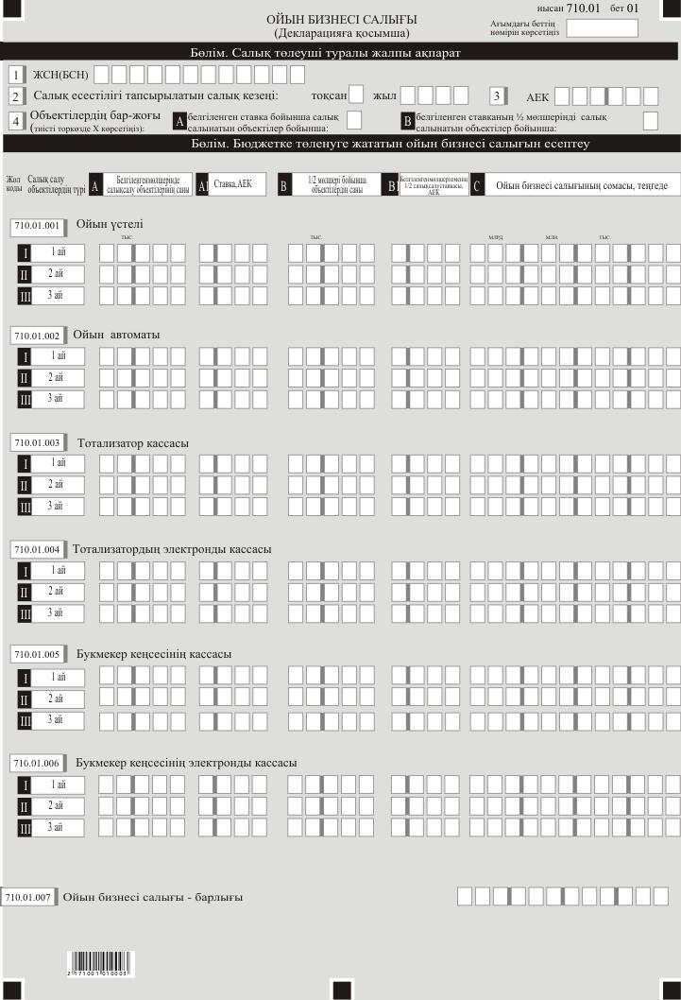 нысан 710.01 бет 01
ОЙЫН БИЗНЕСІ САЛЫҒЫ
(Декларацияға қосымша)
Ағымдағы беттің
нөмірін көрсетіңіз
Бөлім. Салық төлеуші туралы жалпы ақпарат
1 ЖСН(БСН)
2 Салық есестілігі тапсырылатын салық кезеңі: тоқсан жыл 3 АЕК
4 Объектілердің бар-жоғы
(тиісті торкөзде Х көрсетіңіз):
A белгіленген ставка бойынша салық
салынатын объектілер бойынша:
B белгіленген ставканың ½ мөлшерінді салық
салынатын объектілер бойынша:
Бөлім. Бюджетке төленуге жататын ойын бизнесі салығын есептеу
Жол
коды
Салық салу
объектілердің түрі
A Белгіленгенмөлшерінде
салықсалу объектілерінің саны
A1 Ставка,АЕК
B 1/2 мөлшері бойынша
объектілердің саны
B1 Белгіленгенмөлшерлеменің
1/2 салықсалуставкасы,
АЕК
C Ойын бизнесі салығының сомасы, теңгеде
710.01.001 Ойын үстелі
тыс. тыс. млрд. млн. тыс.
I 1 ай
II 2 ай
III 3 ай
710.01.002 Ойын автоматы
I 1 ай
II 2 ай
III 3 ай
710.01.003 Тотализатор кассасы
I 1 ай
II 2 ай
III 3 ай
710.01.004 Тотализатордың электронды кассасы
I 1 ай
II 2 ай
III 3 ай
710.01.005 Букмекер кеңсесінің кассасы
I 1 ай
II 2 ай
III 3 ай
710.01.006 Букмекер кеңсесінің электронды кассасы
I 1 ай
II 2 ай
III 3 ай
710.01.007 Ойын бизнесі салығы - барлығы
2171001010003